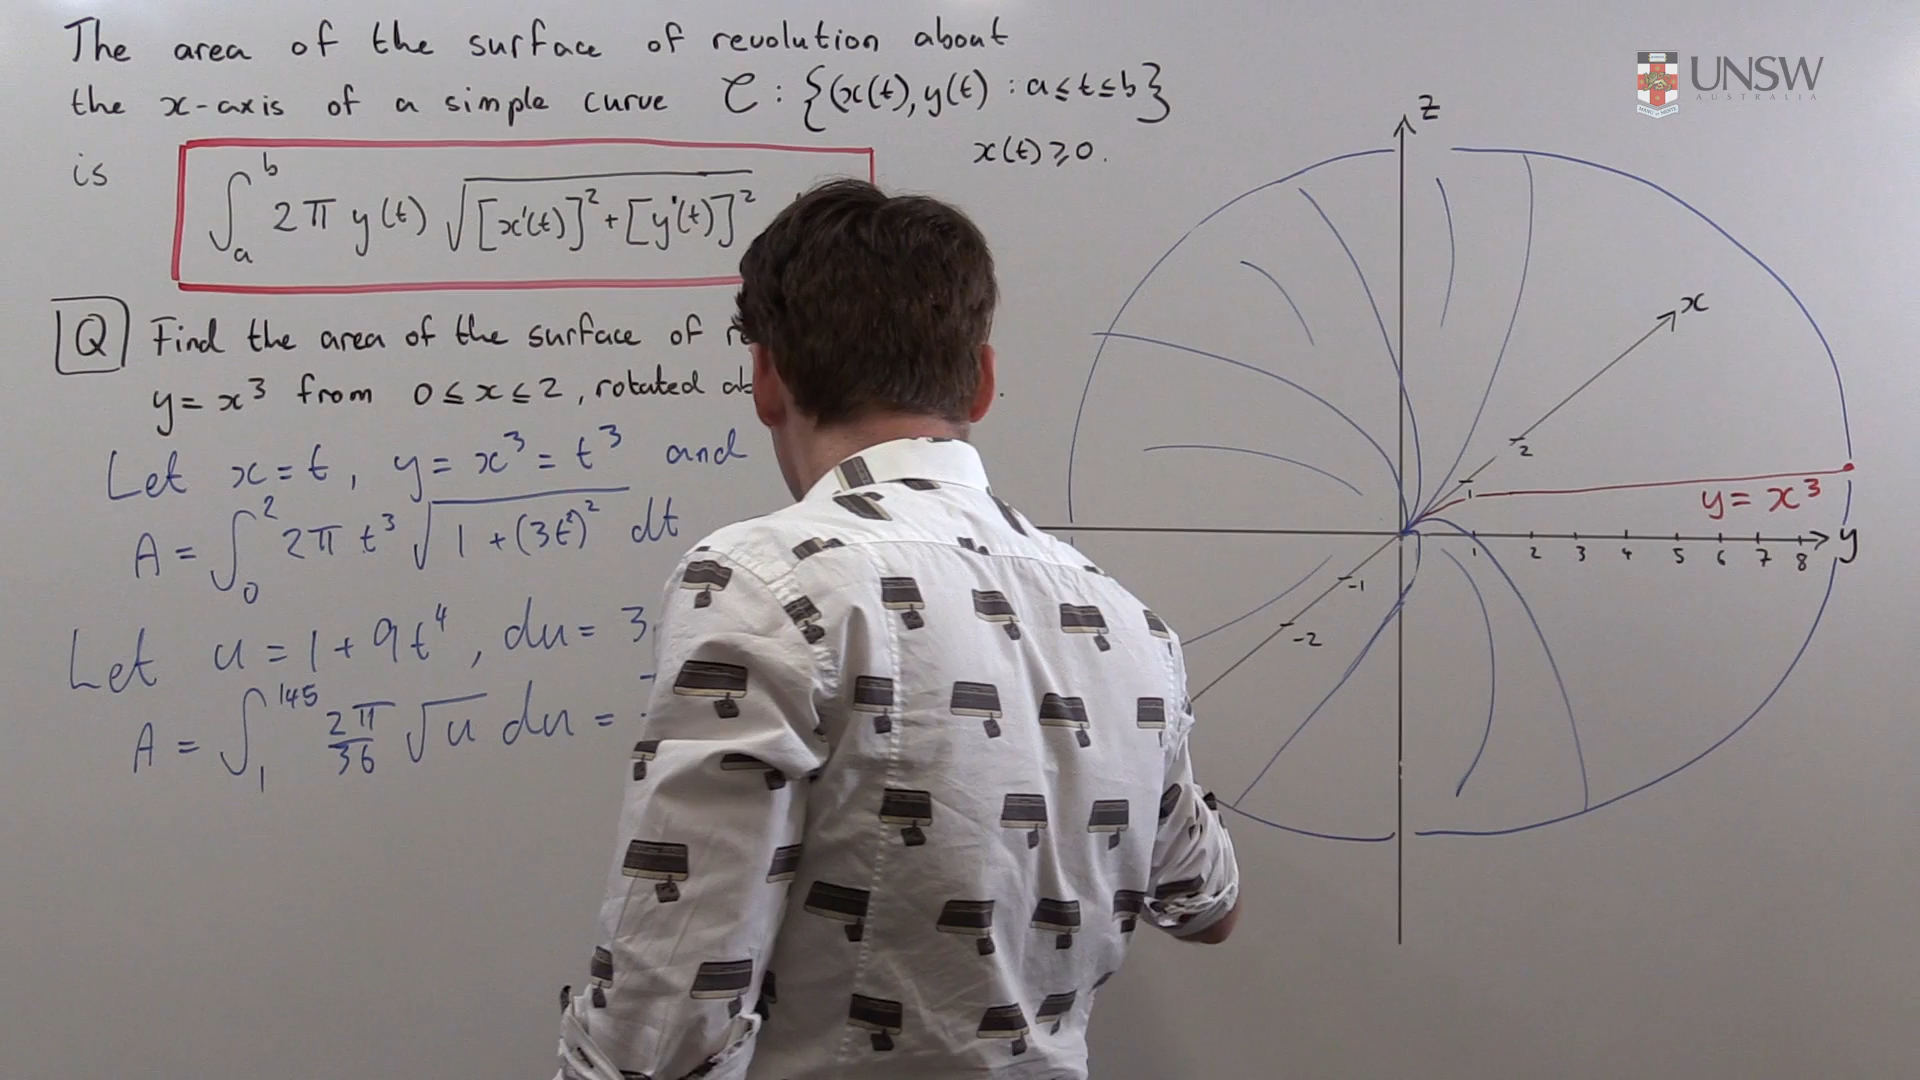 The area of the surface of revolution about
the x-axis of a simple curve C : {(x(t), y(t) : a ≤ t ≤ b}
x(t) ≥ 0.
is ∫_a^b 2π y(t) √([x'(t)]² + [y'(t)]²
Q Find the area of the surface of
y = x³ from 0 ≤ x ≤ 2, rotated
Let x = t, y = x³ = t³ and
A = ∫_0^2 2π t³ √(1 + (3t²)²) dt
Let u = 1 + 9t⁴, du = 3
A = ∫_1^145 2π/36 √u du =
UNSW
AUSTRALIA
z
x
2
1
y = x³
1 2 3 4 5 6 7 8 y
-1
-2